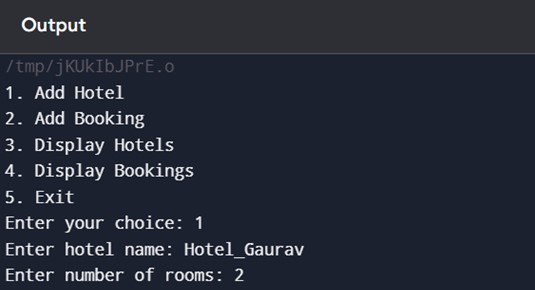 Output
/tmp/jKUkIbJPrE.o
1. Add Hotel
2. Add Booking
3. Display Hotels
4. Display Bookings
5. Exit
Enter your choice: 1
Enter hotel name: Hotel_Gaurav
Enter number of rooms: 2